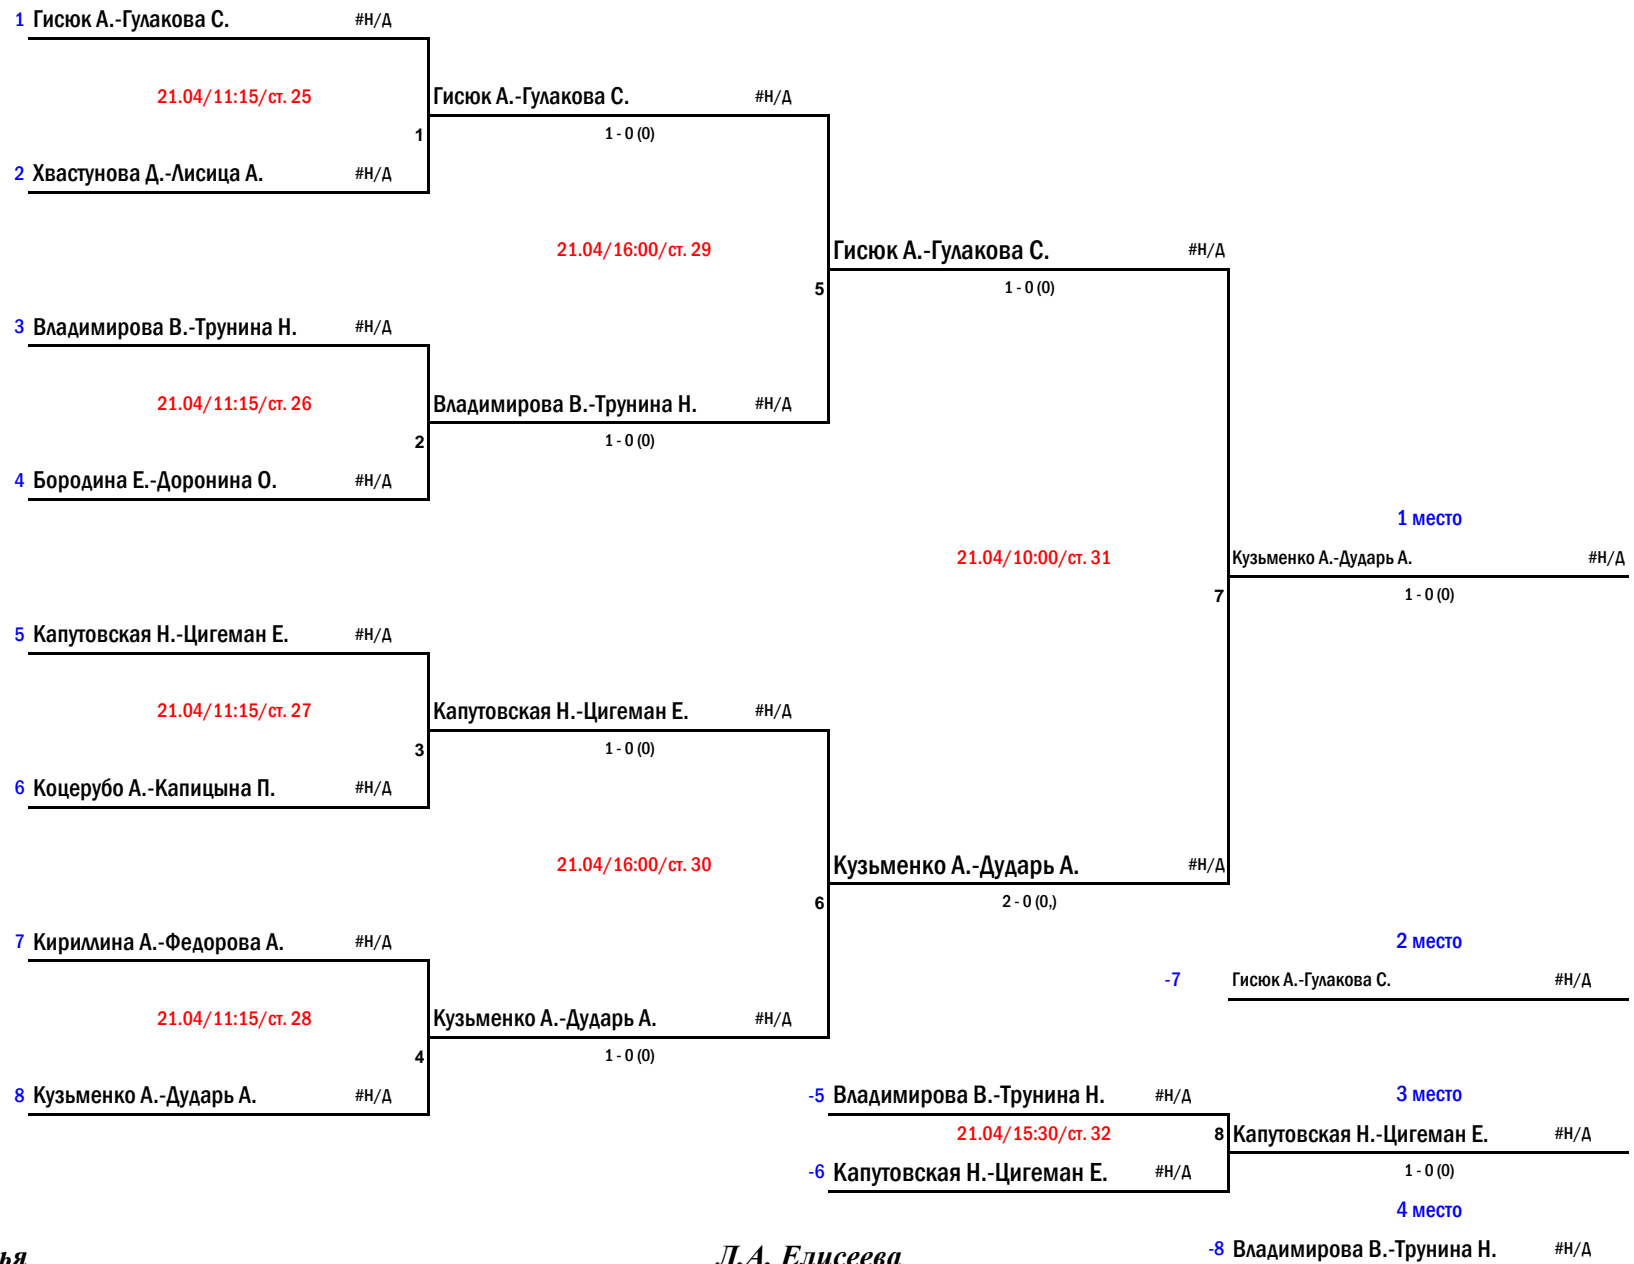 1 Гисюк А.-Гулакова С. #Н/Д
21.04/11:15/ст. 25
Гисюк А.-Гулакова С. #Н/Д
1
1 - 0 (0)
2 Хвастунова Д.-Лисица А. #Н/Д
21.04/16:00/ст. 29
Гисюк А.-Гулакова С. #Н/Д
5
1 - 0 (0)
3 Владимирова В.-Трунина Н. #Н/Д
21.04/11:15/ст. 26
Владимирова В.-Трунина Н. #Н/Д
2
1 - 0 (0)
4 Бородина Е.-Доронина О. #Н/Д
1 место
21.04/10:00/ст. 31
Кузьменко А.-Дударь А. #Н/Д
7
1 - 0 (0)
5 Капутовская Н.-Цигеман Е. #Н/Д
21.04/11:15/ст. 27
Капутовская Н.-Цигеман Е. #Н/Д
3
1 - 0 (0)
6 Коцерубо А.-Капицына П. #Н/Д
21.04/16:00/ст. 30
Кузьменко А.-Дударь А. #Н/Д
6
2 - 0 (0,)
7 Кириллина А.-Федорова А. #Н/Д
2 место
-7 Гисюк А.-Гулакова С. #Н/Д
21.04/11:15/ст. 28
Кузьменко А.-Дударь А. #Н/Д
4
1 - 0 (0)
8 Кузьменко А.-Дударь А. #Н/Д
-5 Владимирова В.-Трунина Н. #Н/Д
3 место
21.04/15:30/ст. 32
8 Капутовская Н.-Цигеман Е. #Н/Д
-6 Капутовская Н.-Цигеман Е. #Н/Д
1 - 0 (0)
4 место
-8 Владимирова В.-Трунина Н. #Н/Д
ья
Л.А. Елисеева